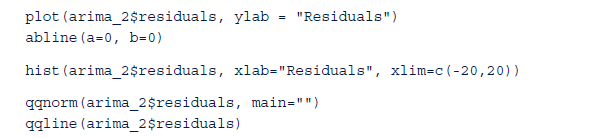 plot(arima_2$residuals, ylab = "Residuals")
abline(a=0, b=0)
hist(arima_2$residuals, xlab="Residuals", xlim=c(-20,20))
qqnorm(arima_2$residuals, main="")
qqline(arima_2$residuals)